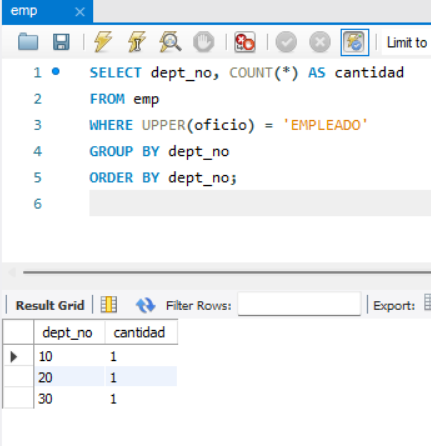 emp
Limit to
1 SELECT dept_no, COUNT(*) AS cantidad
2 FROM emp
3 WHERE UPPER(oficio) = 'EMPLEADO'
4 GROUP BY dept_no
5 ORDER BY dept_no;
6
Result Grid Filter Rows: Export:
dept_no cantidad
10 1
20 1
30 1